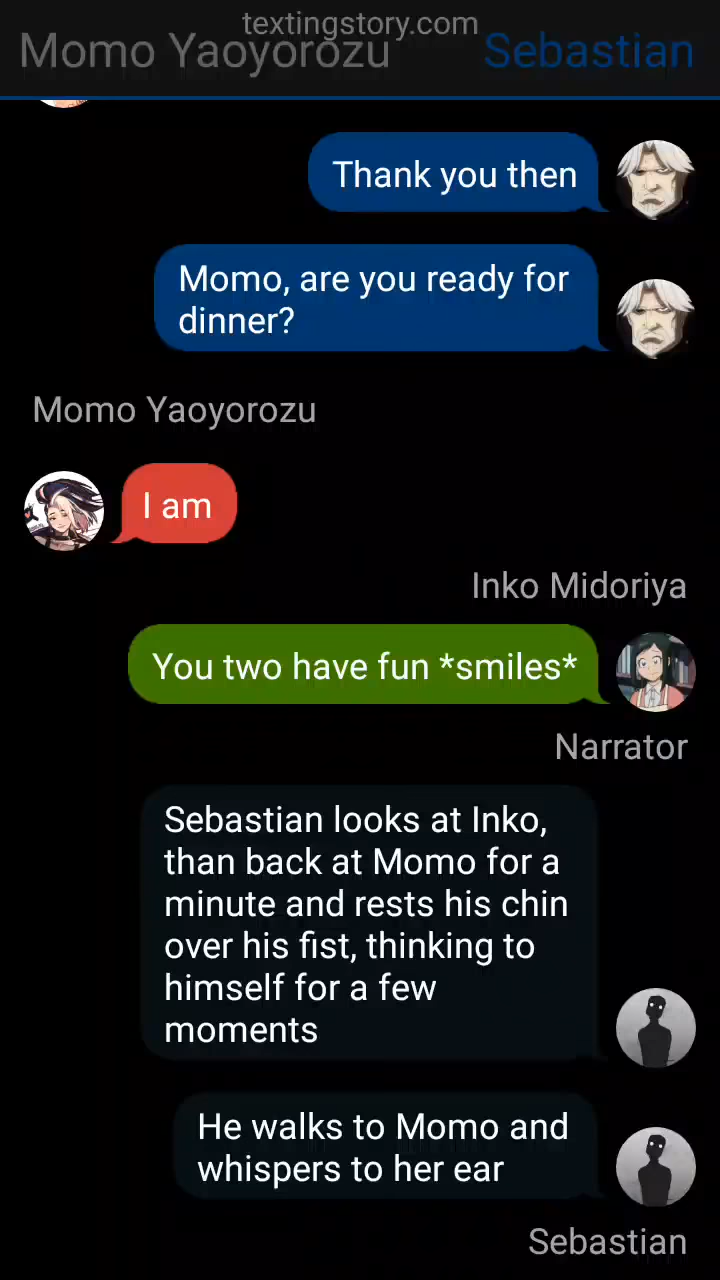 textingstory.com
Momo Yaoyorozu Sebastian
Thank you then
Momo, are you ready for
dinner?
Momo Yaoyorozu
I am
Inko Midoriya
You two have fun *smiles*
Narrator
Sebastian looks at Inko,
than back at Momo for a
minute and rests his chin
over his fist, thinking to
himself for a few
moments
He walks to Momo and
whispers to her ear
Sebastian